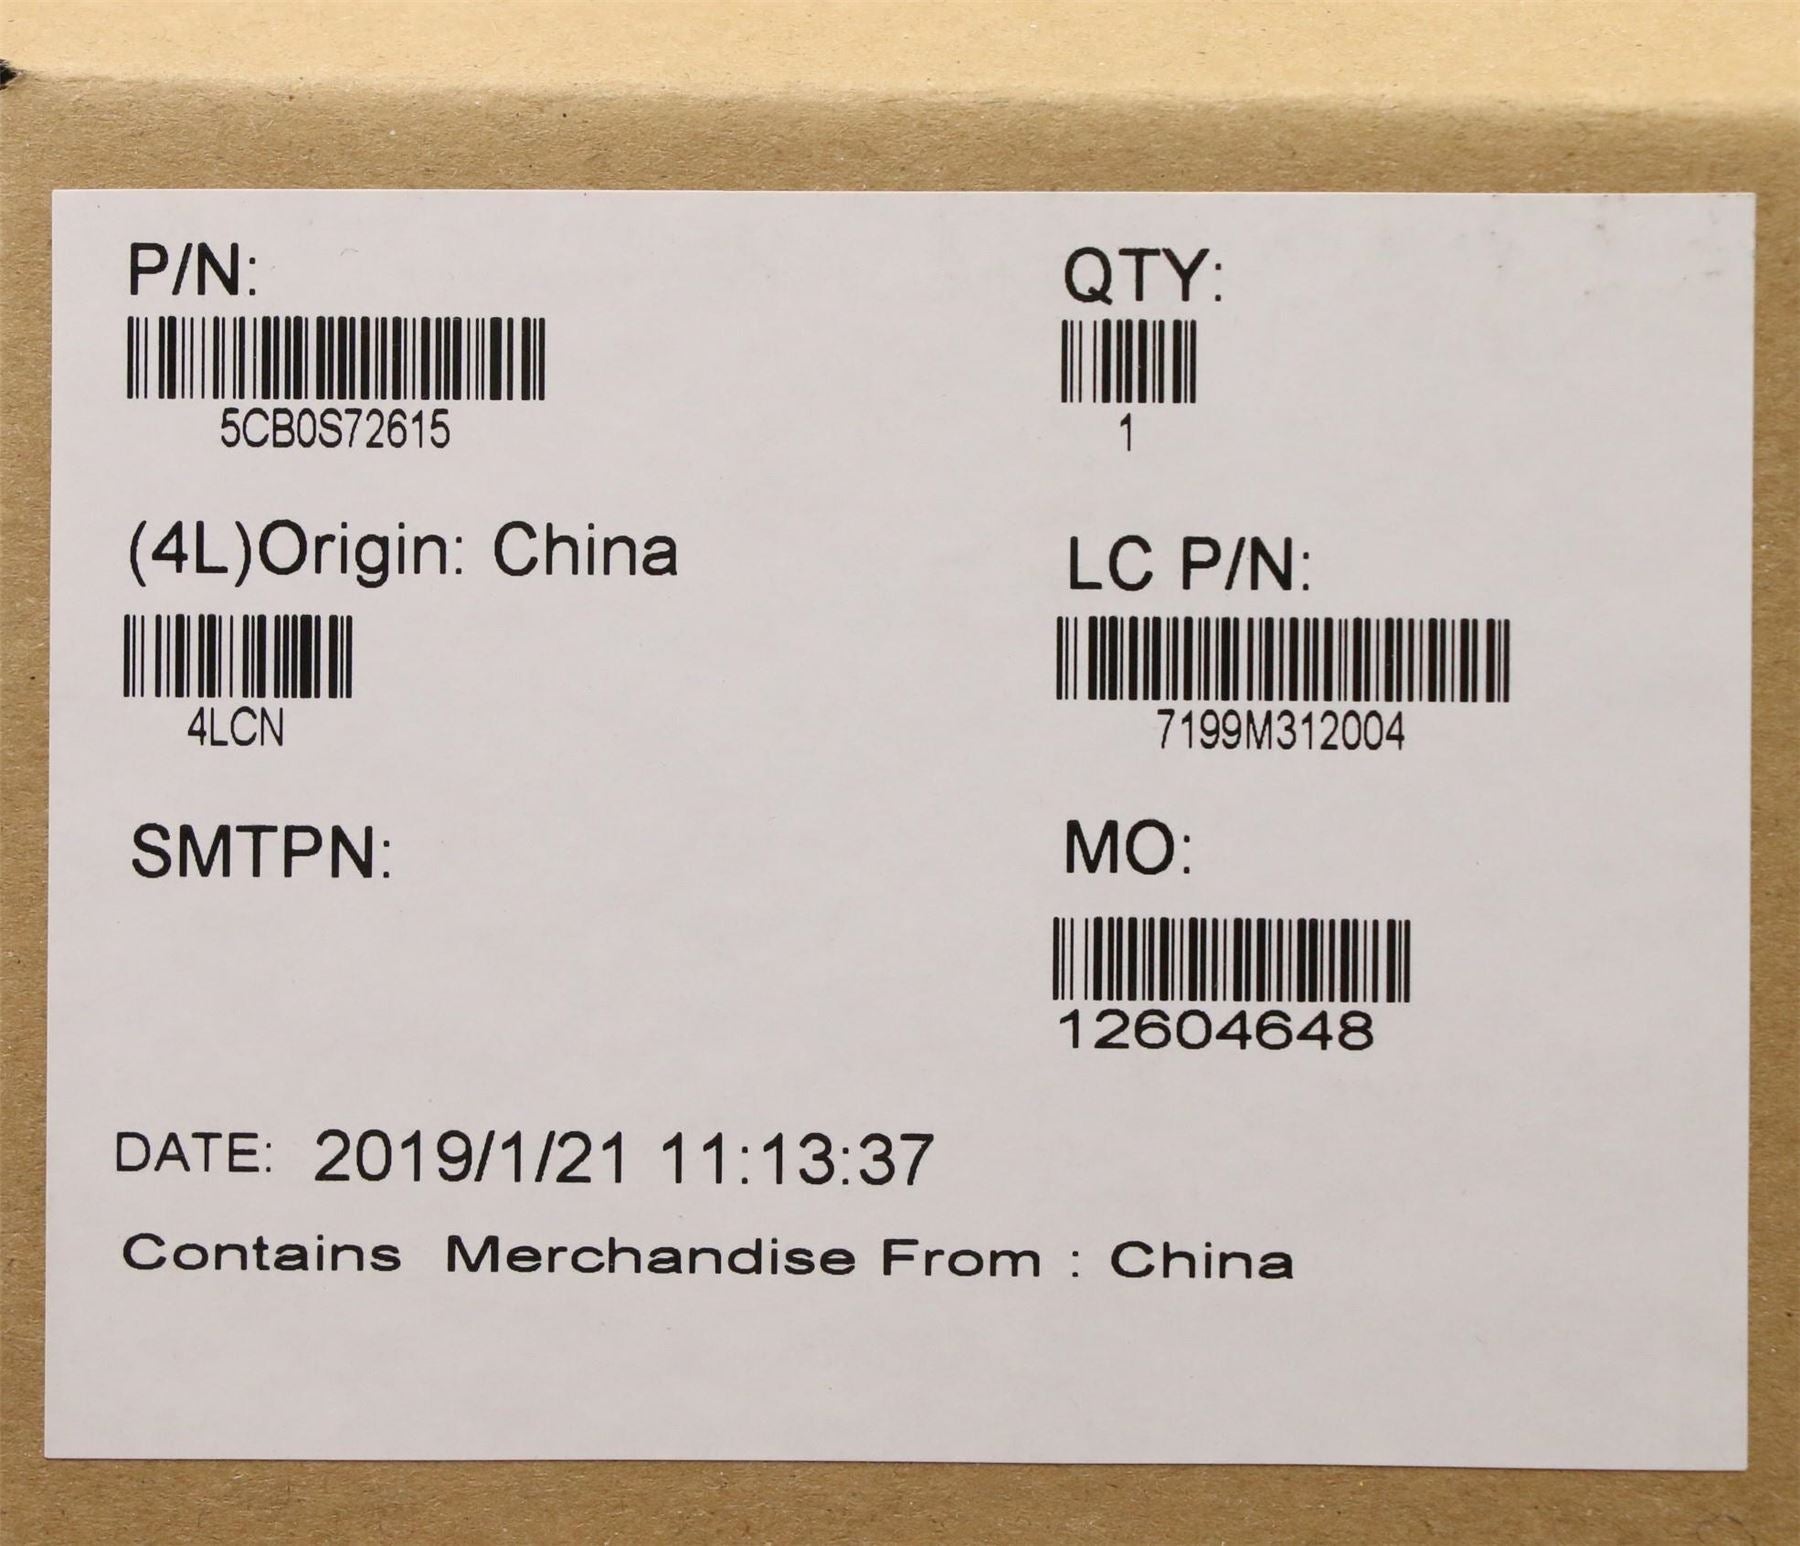 P/N:
5CB0S72615
QTY:
1
(4L)Origin: China
4LCN
LC P/N:
7199M312004
SMTPN:
MO:
12604648
DATE: 2019/1/21 11:13:37
Contains Merchandise From : China